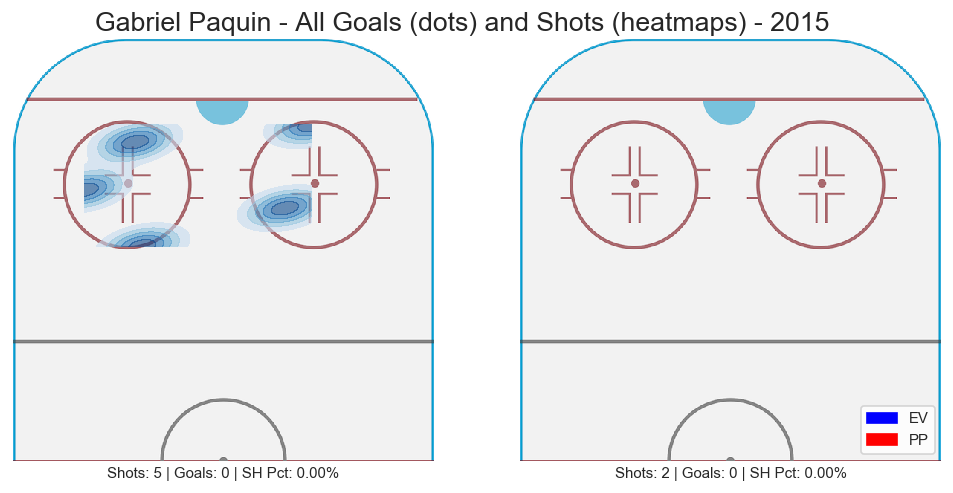 Gabriel Paquin - All Goals (dots) and Shots (heatmaps) - 2015
EV
PP
Shots: 5 | Goals: 0 | SH Pct: 0.00%
Shots: 2 | Goals: 0 | SH Pct: 0.00%